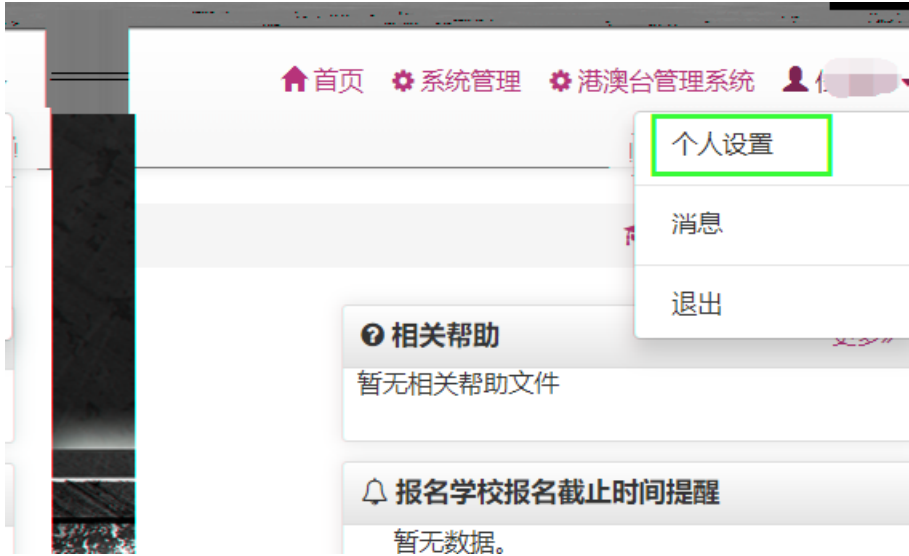 首页 系统管理 港澳台管理系统
个人设置
消息
退出
相关帮助
暂无相关帮助文件
报名学校报名截止时间提醒
暂无数据。